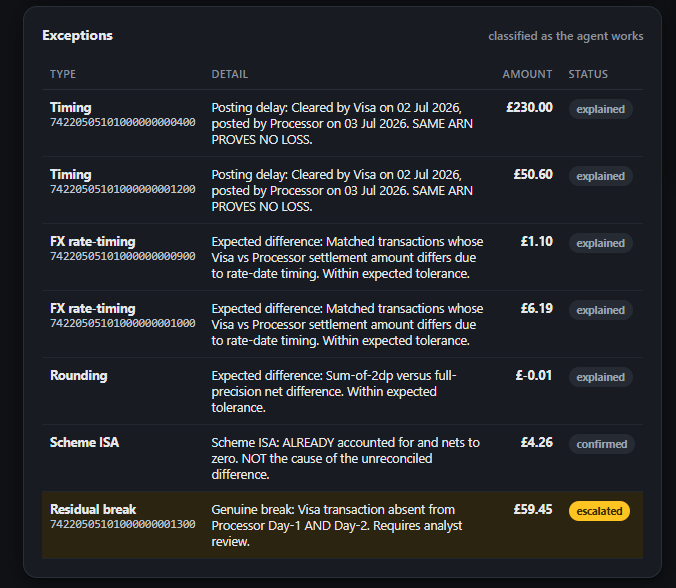 Exceptions
classified as the agent works
TYPE DETAIL AMOUNT STATUS
Timing
74220505101000000000400
Posting delay: Cleared by Visa on 02 Jul 2026,
posted by Processor on 03 Jul 2026. SAME ARN
PROVES NO LOSS.
£230.00
explained
Timing
74220505101000000001200
Posting delay: Cleared by Visa on 02 Jul 2026,
posted by Processor on 03 Jul 2026. SAME ARN
PROVES NO LOSS.
£50.60
explained
FX rate-timing
74220505101000000000900
Expected difference: Matched transactions whose
Visa vs Processor settlement amount differs due
to rate-date timing. Within expected tolerance.
£1.10
explained
FX rate-timing
74220505101000000001000
Expected difference: Matched transactions whose
Visa vs Processor settlement amount differs due
to rate-date timing. Within expected tolerance.
£6.19
explained
Rounding
Expected difference: Sum-of-2dp versus full-
precision net difference. Within expected
tolerance.
£-0.01
explained
Scheme ISA
Scheme ISA: ALREADY accounted for and nets to
zero. NOT the cause of the unreconciled
difference.
£4.26
confirmed
Residual break
74220505101000000001300
Genuine break: Visa transaction absent from
Processor Day-1 AND Day-2. Requires analyst
review.
£59.45
escalated